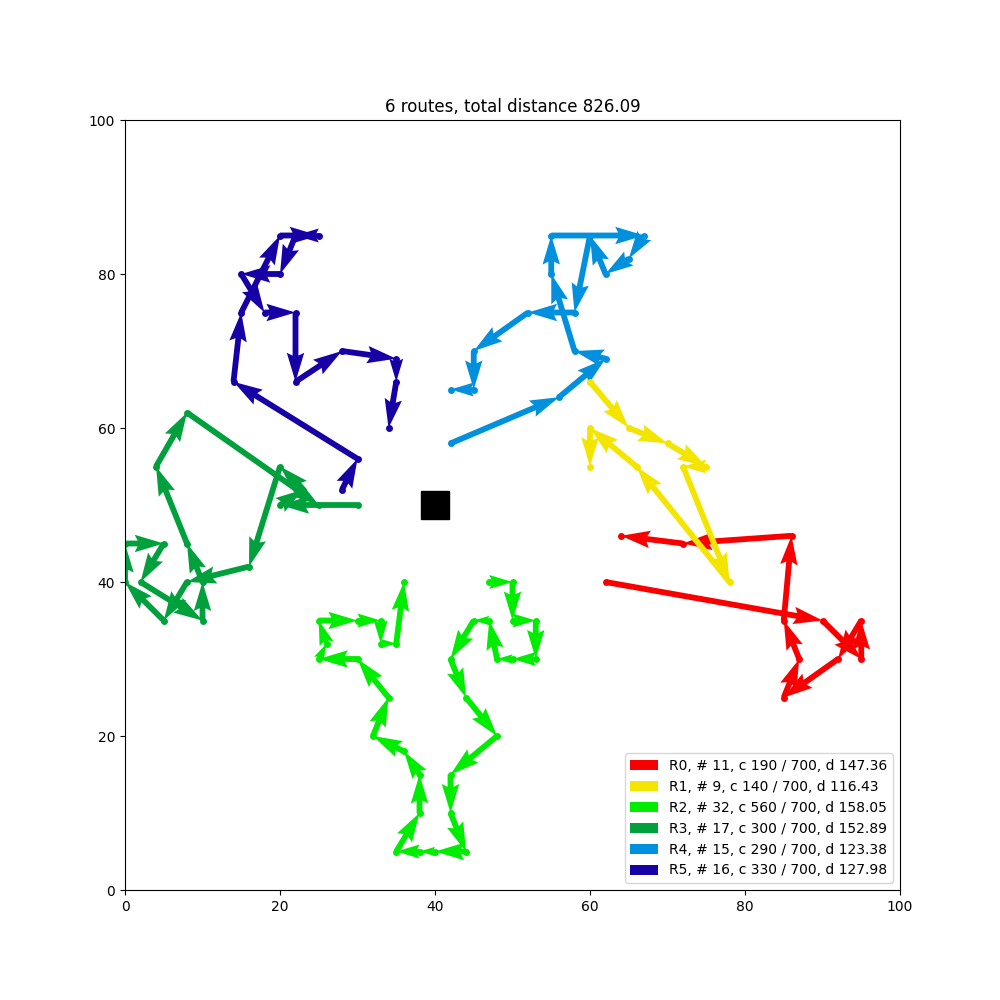 6 routes, total distance 826.09
100
80
60
40
20
0
0 20 40 60 80 100
R0, # 11, c 190 / 700, d 147.36
R1, # 9, c 140 / 700, d 116.43
R2, # 32, c 560 / 700, d 158.05
R3, # 17, c 300 / 700, d 152.89
R4, # 15, c 290 / 700, d 123.38
R5, # 16, c 330 / 700, d 127.98